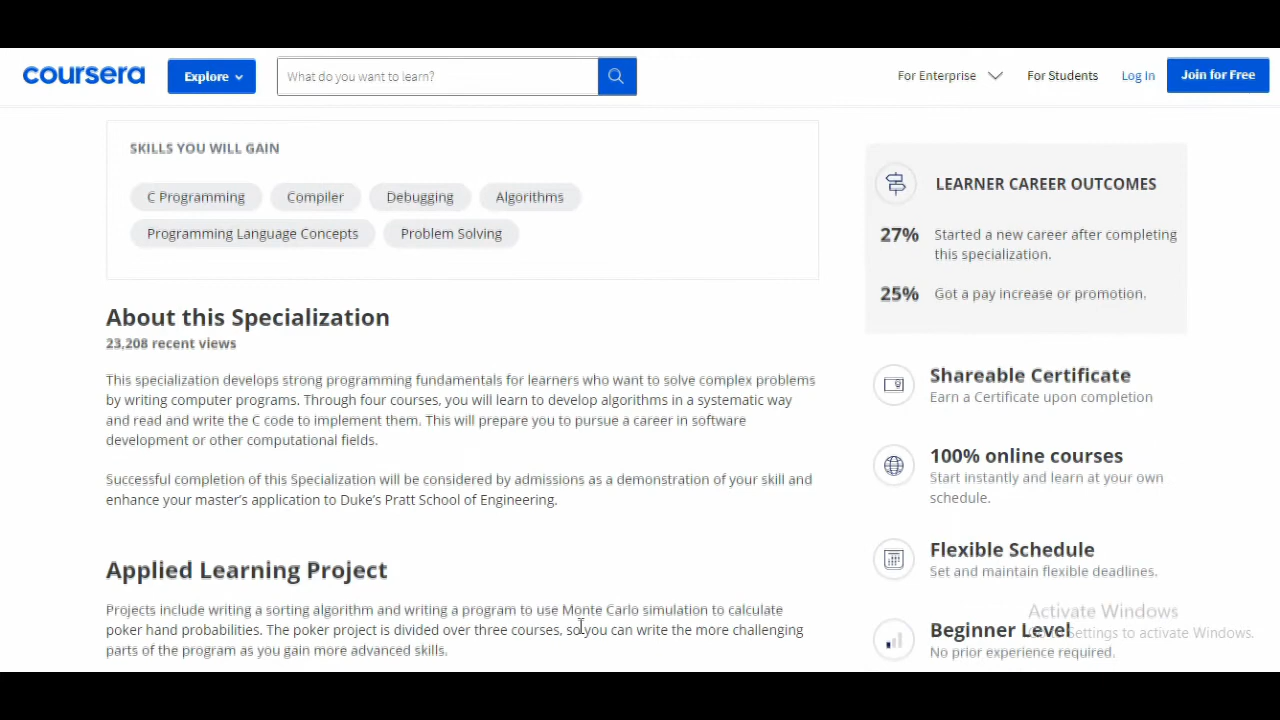 coursera
Explore
What do you want to learn?
For Enterprise
For Students
Log In
Join for Free
SKILLS YOU WILL GAIN
C Programming
Compiler
Debugging
Algorithms
Programming Language Concepts
Problem Solving
About this Specialization
23,208 recent views
This specialization develops strong programming fundamentals for learners who want to solve complex problems
by writing computer programs. Through four courses, you will learn to develop algorithms in a systematic way
and read and write the C code to implement them. This will prepare you to pursue a career in software
development or other computational fields.
Successful completion of this Specialization will be considered by admissions as a demonstration of your skill and
enhance your master's application to Duke's Pratt School of Engineering.
Applied Learning Project
Projects include writing a sorting algorithm and writing a program to use Monte Carlo simulation to calculate
poker hand probabilities. The poker project is divided over three courses, so you can write the more challenging
parts of the program as you gain more advanced skills.
LEARNER CAREER OUTCOMES
27% Started a new career after completing
this specialization.
25% Got a pay increase or promotion.
Shareable Certificate
Earn a Certificate upon completion
100% online courses
Start instantly and learn at your own
schedule.
Flexible Schedule
Set and maintain flexible deadlines.
Activate Windows
Beginner Level
Settings to activate Windows.
No prior experience required.